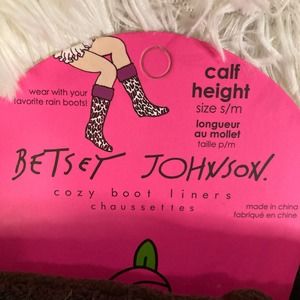 calf
height
size s/m
longueur
au mollet
taille p/m
wear with your
favorite rain boots!
BETSEY JOHNSON.
cozy boot liners
chaussettes
made in china
fabriqué en chine